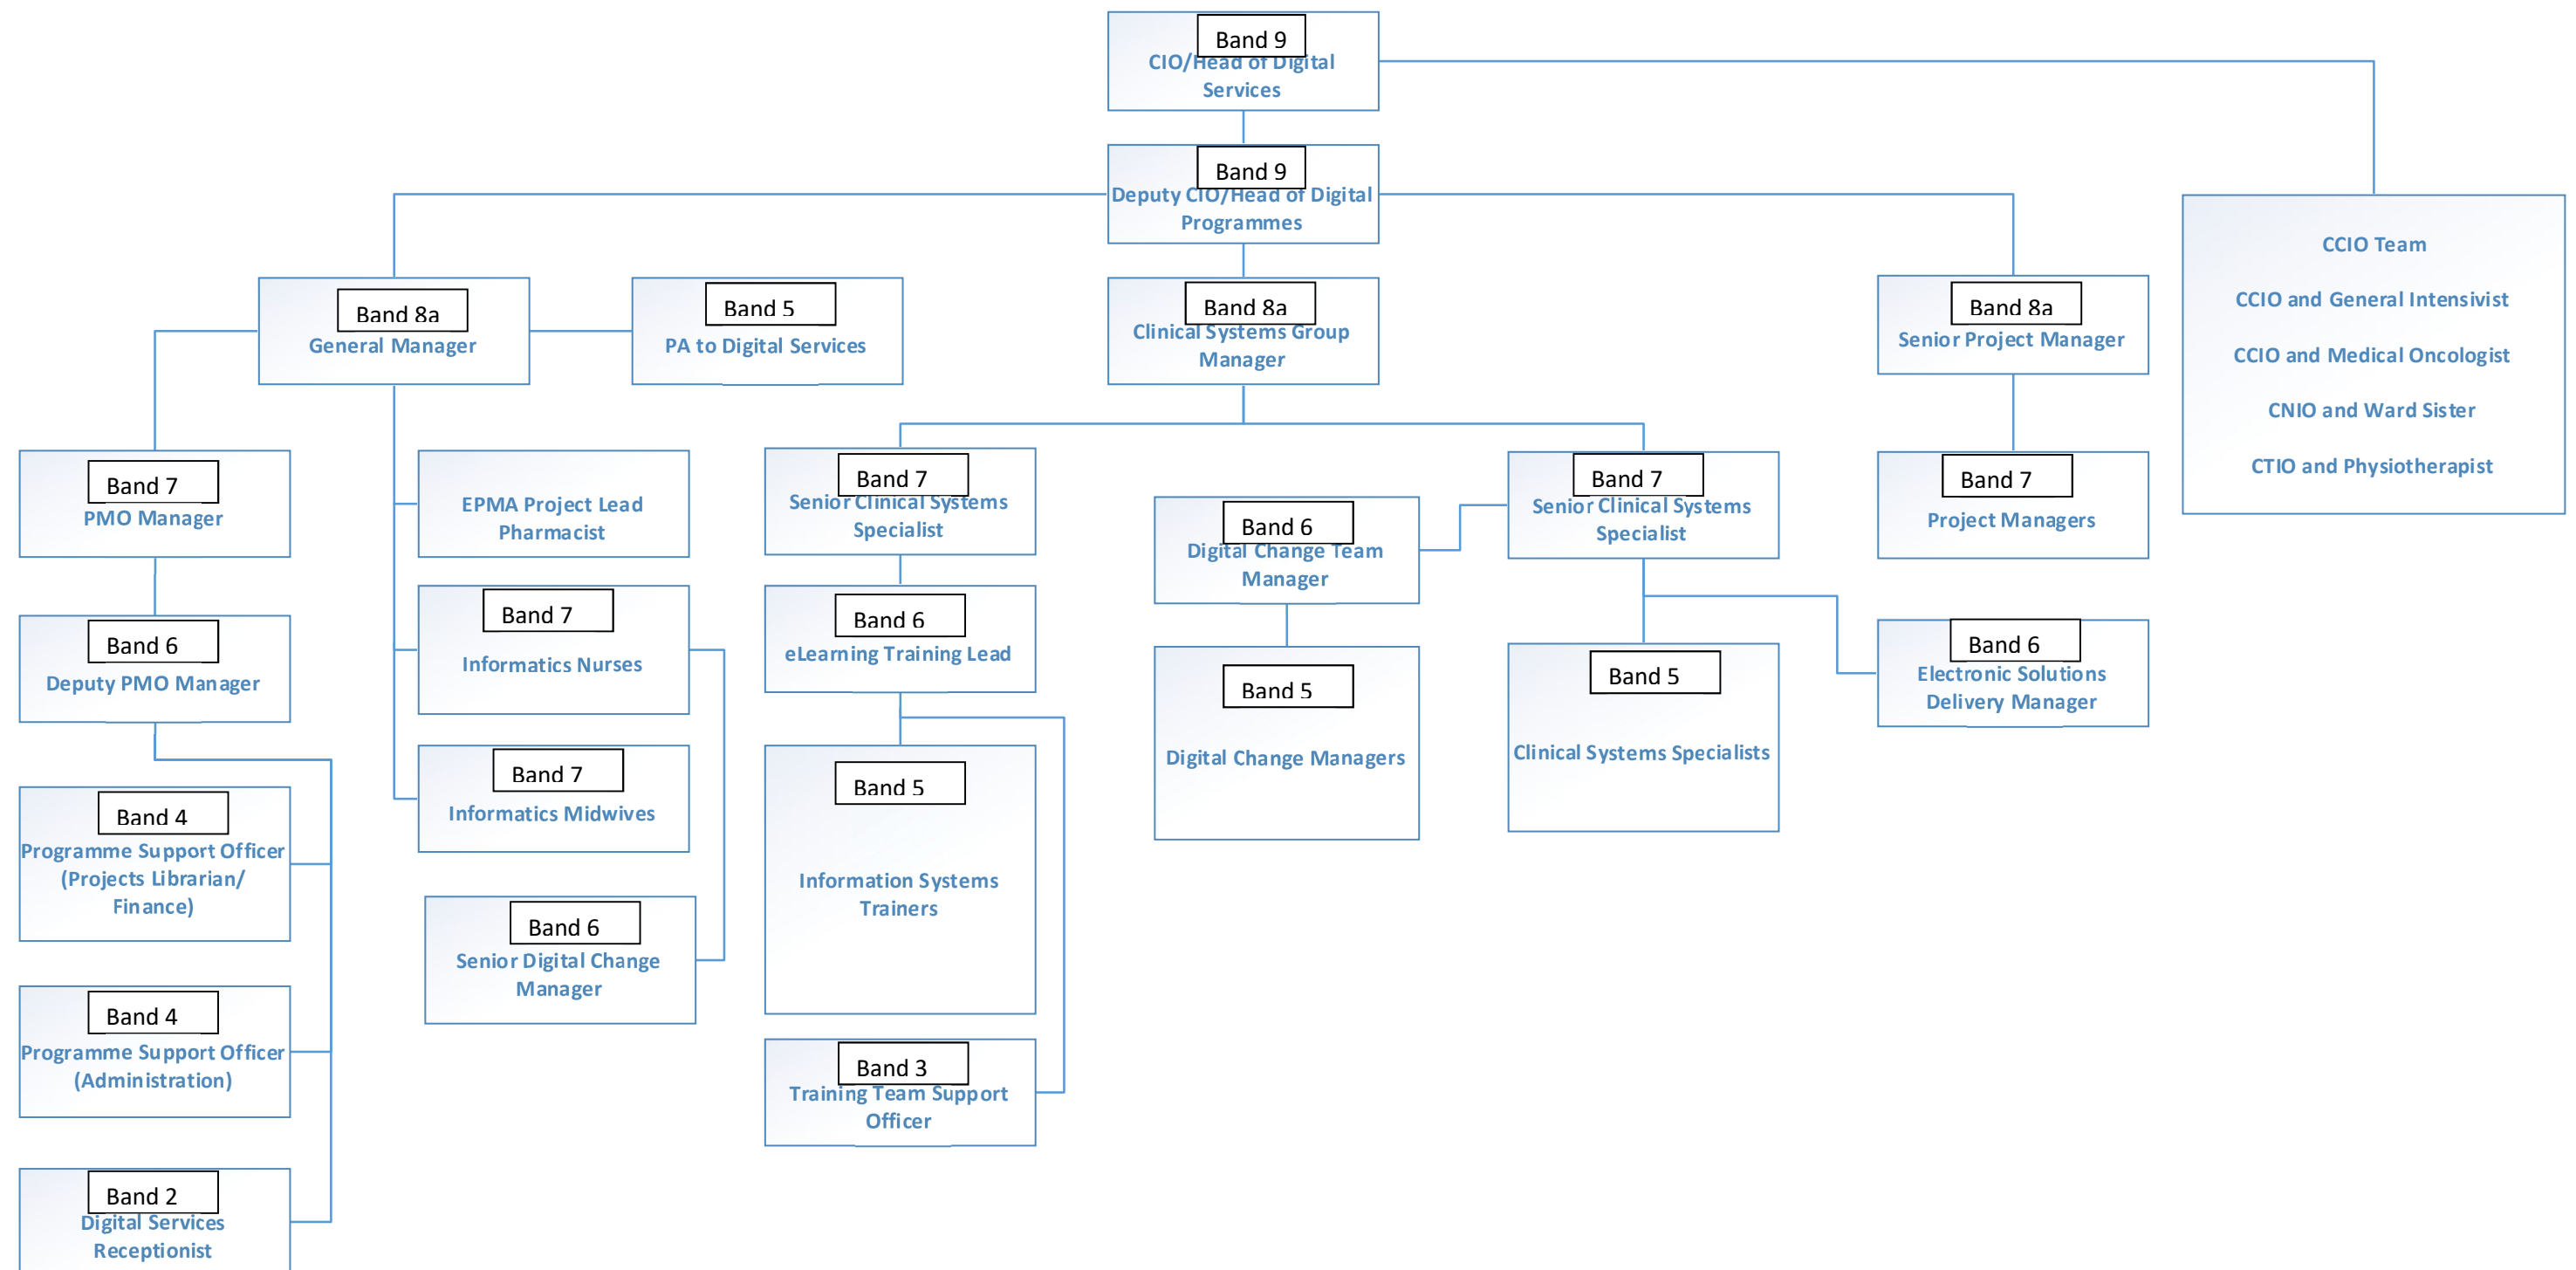 Band 9
CIO/Head of Digital
Services
Band 9
Deputy CIO/Head of Digital
Programmes
Band 8a
General Manager
Band 5
PA to Digital Services
Band 8a
Clinical Systems Group
Manager
Band 8a
Senior Project Manager
CCIO Team
CCIO and General Intensivist
CCIO and Medical Oncologist
CNIO and Ward Sister
CTIO and Physiotherapist
Band 7
PMO Manager
EPMA Project Lead
Pharmacist
Band 7
Senior Clinical Systems
Specialist
Band 6
Digital Change Team
Manager
Band 7
Senior Clinical Systems
Specialist
Band 7
Project Managers
Band 6
Deputy PMO Manager
Band 7
Informatics Nurses
Band 6
eLearning Training Lead
Band 5
Digital Change Managers
Band 5
Clinical Systems Specialists
Band 6
Electronic Solutions
Delivery Manager
Band 4
Programme Support Officer
(Projects Librarian/
Finance)
Band 7
Informatics Midwives
Band 5
Information Systems
Trainers
Band 6
Senior Digital Change
Manager
Band 4
Programme Support Officer
(Administration)
Band 3
Training Team Support
Officer
Band 2
Digital Services
Receptionist